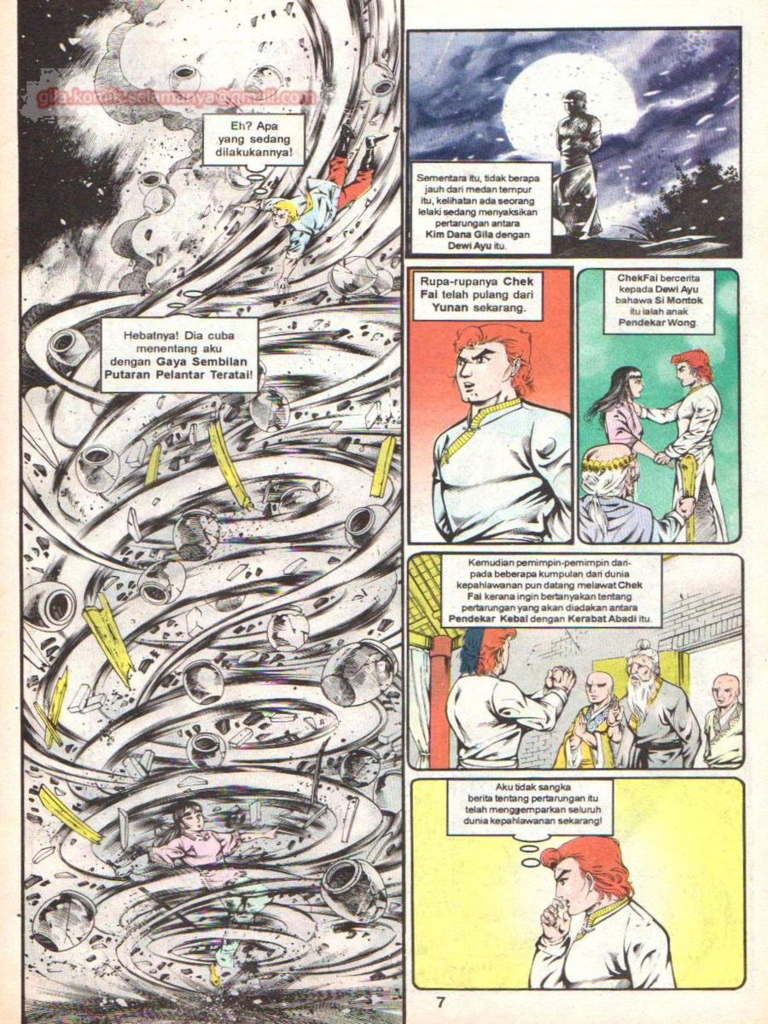 gila.komik.selamanya@gmail.com
Eh? Apa
yang sedang
dilakukannya!
Hebatnya! Dia cuba
menentang aku
dengan Gaya Sembilan
Putaran Pelantar Teratai!
Sementara itu, tidak berapa
jauh dari medan tempur
itu, kelihatan ada seorang
lelaki sedang menyaksikan
pertarungan antara
Kim Dana Gila dengan
Dewi Ayu itu.
Rupa-rupanya Chek
Fai telah pulang dari
Yunan sekarang.
ChekFai bercerita
kepada Dewi Ayu
bahawa Si Montok
itu ialah anak
Pendekar Wong.
Kemudian pemimpin-pemimpin dari-
pada beberapa kumpulan dari dunia
kepahlawanan pun datang melawat Chek
Fai kerana ingin bertanyakan tentang
pertarungan yang akan diadakan antara
Pendekar Kebal dengan Kerabat Abadi itu.
Aku tidak sangka
berita tentang pertarungan itu
telah menggemparkan seluruh
dunia kepahlawanan sekarang!
7